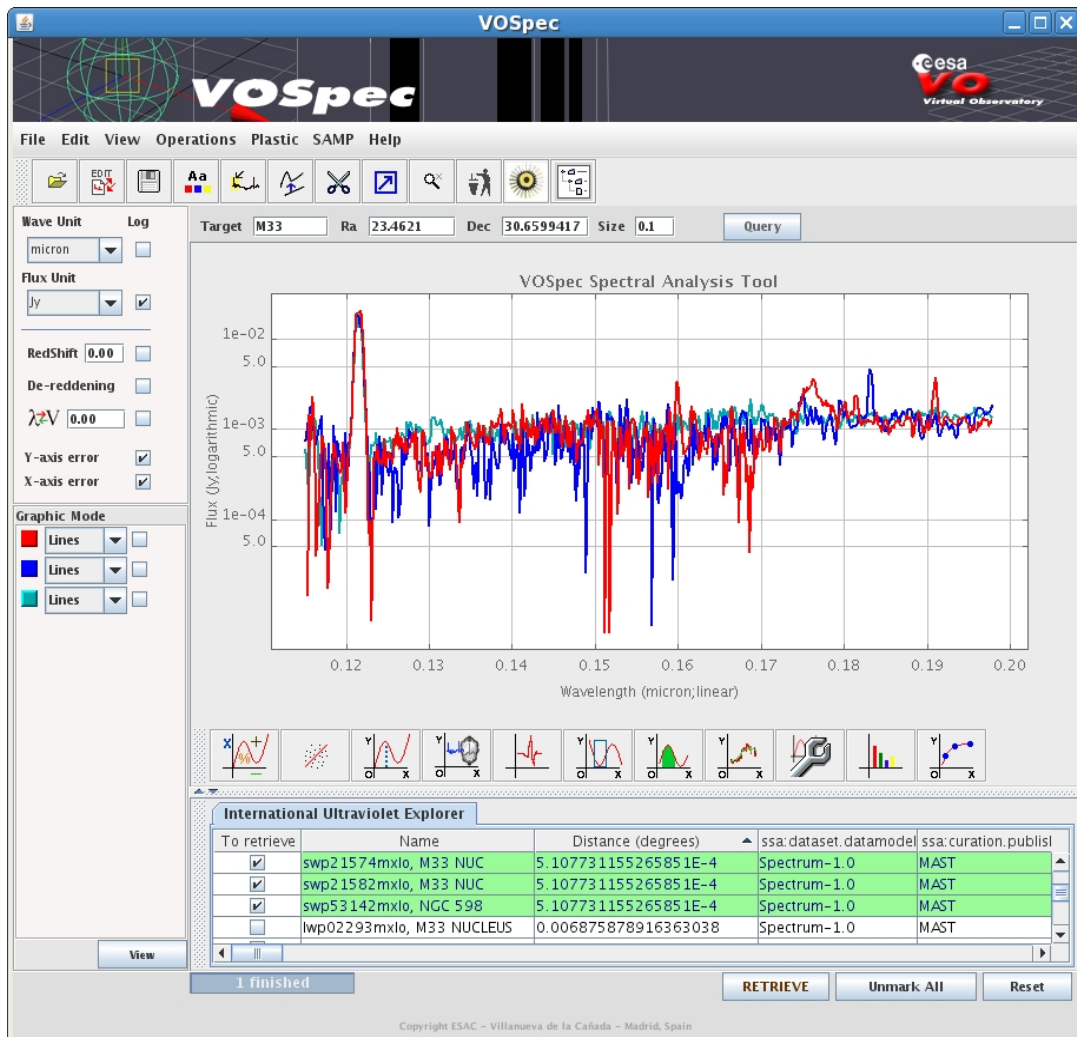 VOSpec
VOSpec
esa
VO
Virtual Observatory
File Edit View Operations Plastic SAMP Help
EDIT
Aa
Wave Unit Log
micron
Flux Unit
Jy
RedShift 0.00
De-reddening
λ⇄V 0.00
Y-axis error
X-axis error
Graphic Mode
Lines
Lines
Lines
View
Target M33 Ra 23.4621 Dec 30.6599417 Size 0.1 Query
VOSpec Spectral Analysis Tool
1e-02
5.0
1e-03
5.0
1e-04
5.0
Flux (Jy;logarithmic)
0.12 0.13 0.14 0.15 0.16 0.17 0.18 0.19 0.20
Wavelength (micron;linear)
International Ultraviolet Explorer
To retrieve Name Distance (degrees) ssa:dataset.datamodel ssa:curation.publisl
swp21574mxlo, M33 NUC 5.107731155265851E-4 Spectrum-1.0 MAST
swp21582mxlo, M33 NUC 5.107731155265851E-4 Spectrum-1.0 MAST
swp53142mxlo, NGC 598 5.107731155265851E-4 Spectrum-1.0 MAST
lwp02293mxlo, M33 NUCLEUS 0.006875878916363038 Spectrum-1.0 MAST
1 finished RETRIEVE Unmark All Reset
Copyright ESAC - Villanueva de la Cañada - Madrid, Spain